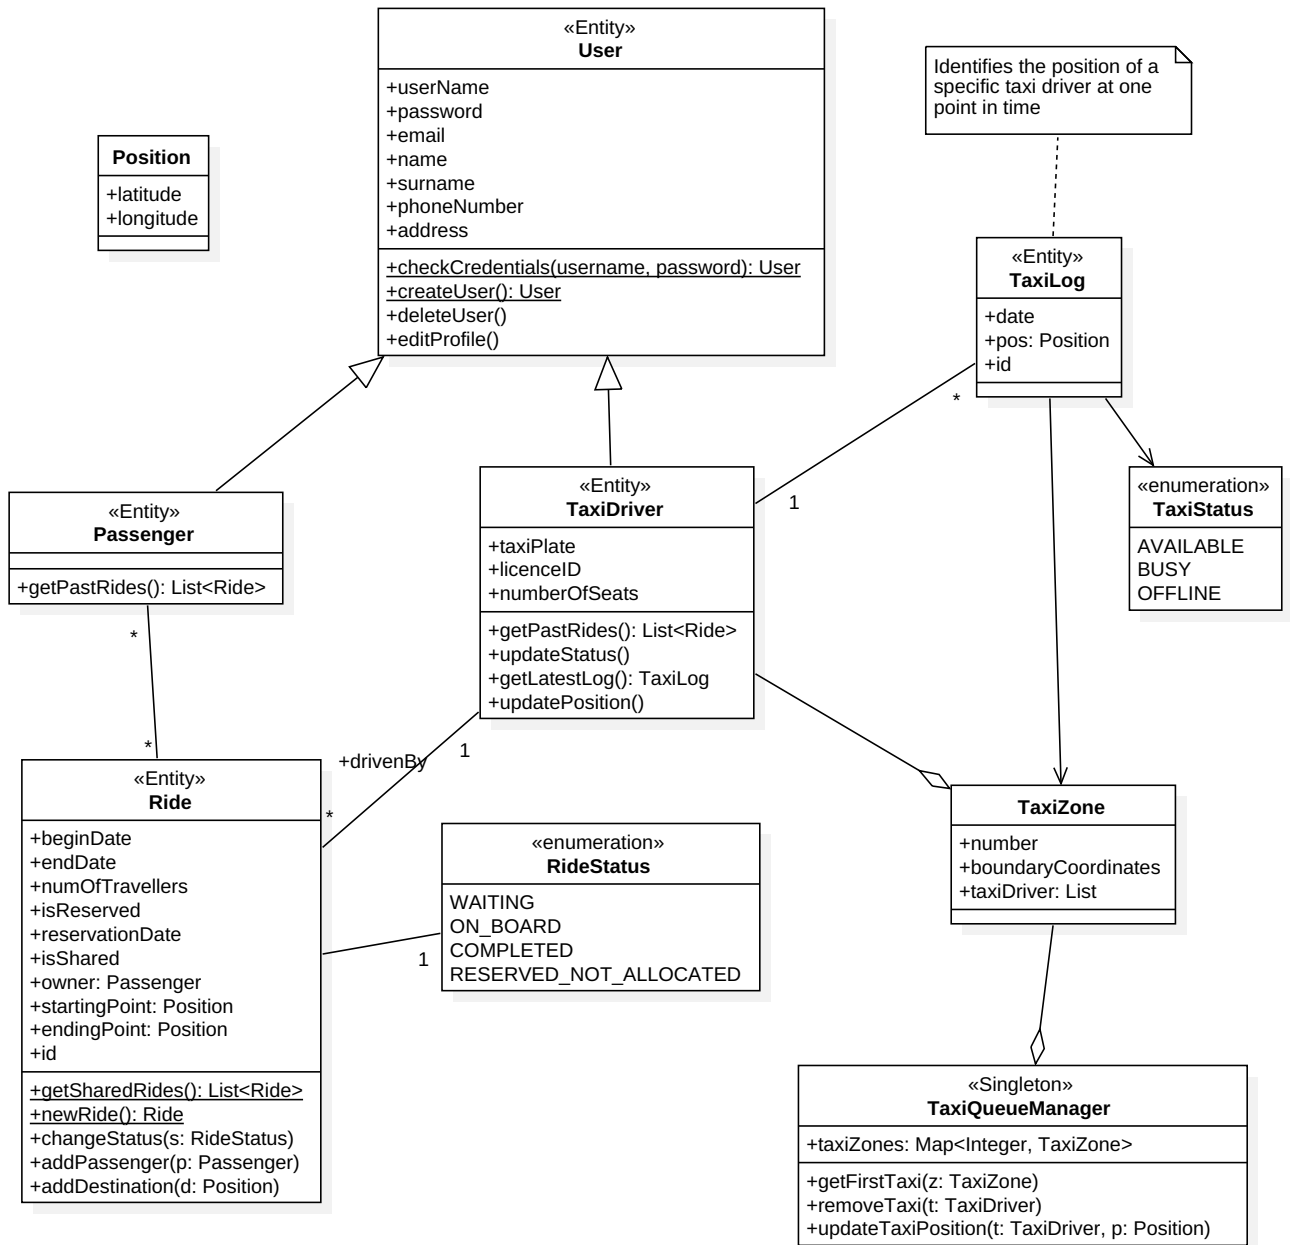 «Entity»
User
+userName
+password
+email
+name
+surname
+phoneNumber
+address
+checkCredentials(username, password): User
+createUser(): User
+deleteUser()
+editProfile()
Identifies the position of a
specific taxi driver at one
point in time
Position
+latitude
+longitude
«Entity»
TaxiLog
+date
+pos: Position
+id
*
1
«enumeration»
TaxiStatus
AVAILABLE
BUSY
OFFLINE
«Entity»
Passenger
+getPastRides(): List<Ride>
*
*
«Entity»
TaxiDriver
+taxiPlate
+licenceID
+numberOfSeats
+getPastRides(): List<Ride>
+updateStatus()
+getLatestLog(): TaxiLog
+updatePosition()
+drivenBy
1
*
«Entity»
Ride
+beginDate
+endDate
+numOfTravellers
+isReserved
+reservationDate
+isShared
+owner: Passenger
+startingPoint: Position
+endingPoint: Position
+id
+getSharedRides(): List<Ride>
+newRide(): Ride
+changeStatus(s: RideStatus)
+addPassenger(p: Passenger)
+addDestination(d: Position)
1
«enumeration»
RideStatus
WAITING
ON_BOARD
COMPLETED
RESERVED_NOT_ALLOCATED
TaxiZone
+number
+boundaryCoordinates
+taxiDriver: List
«Singleton»
TaxiQueueManager
+taxiZones: Map<Integer, TaxiZone>
+getFirstTaxi(z: TaxiZone)
+removeTaxi(t: TaxiDriver)
+updateTaxiPosition(t: TaxiDriver, p: Position)